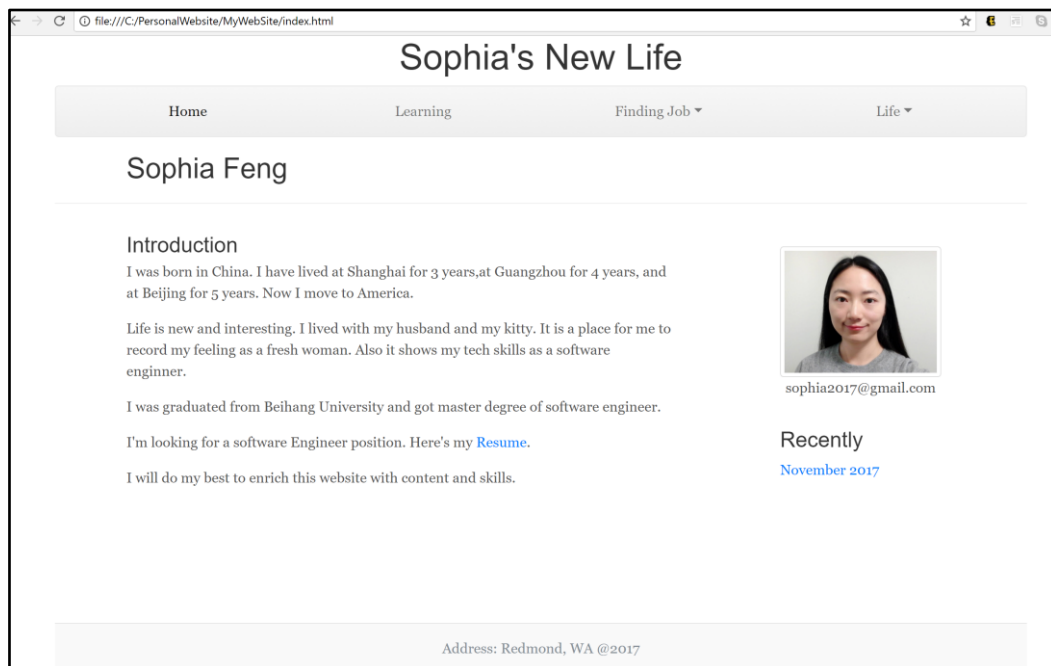 file:///C:/PersonalWebsite/MyWebSite/index.html
Sophia's New Life
Home Learning Finding Job Life
Sophia Feng
Introduction
I was born in China. I have lived at Shanghai for 3 years,at Guangzhou for 4 years, and
at Beijing for 5 years. Now I move to America.
Life is new and interesting. I lived with my husband and my kitty. It is a place for me to
record my feeling as a fresh woman. Also it shows my tech skills as a software
enginner.
I was graduated from Beihang University and got master degree of software engineer.
I'm looking for a software Engineer position. Here's my Resume.
I will do my best to enrich this website with content and skills.
sophia2017@gmail.com
Recently
November 2017
Address: Redmond, WA @2017